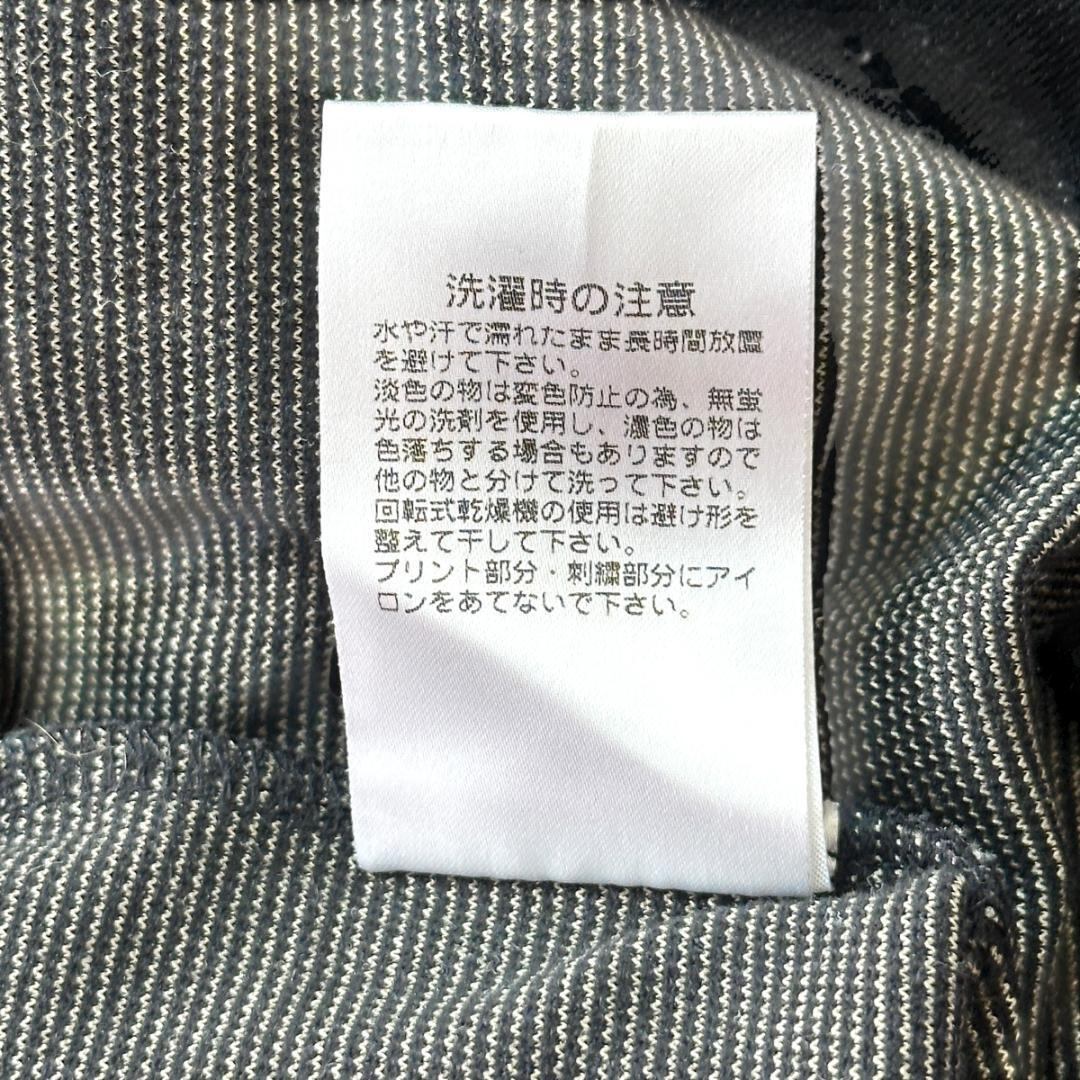 洗濯時の注意
水や汗で濡れたまま長時間放置
を避けて下さい。
淡色の物は変色防止の為、無蛍
光の洗剤を使用し、濃色の物は
色落ちする場合もありますので
他の物と分けて洗って下さい。
回転式乾燥機の使用は避け形を
整えて干して下さい。
プリント部分・刺繍部分にアイ
ロンをあてないで下さい。